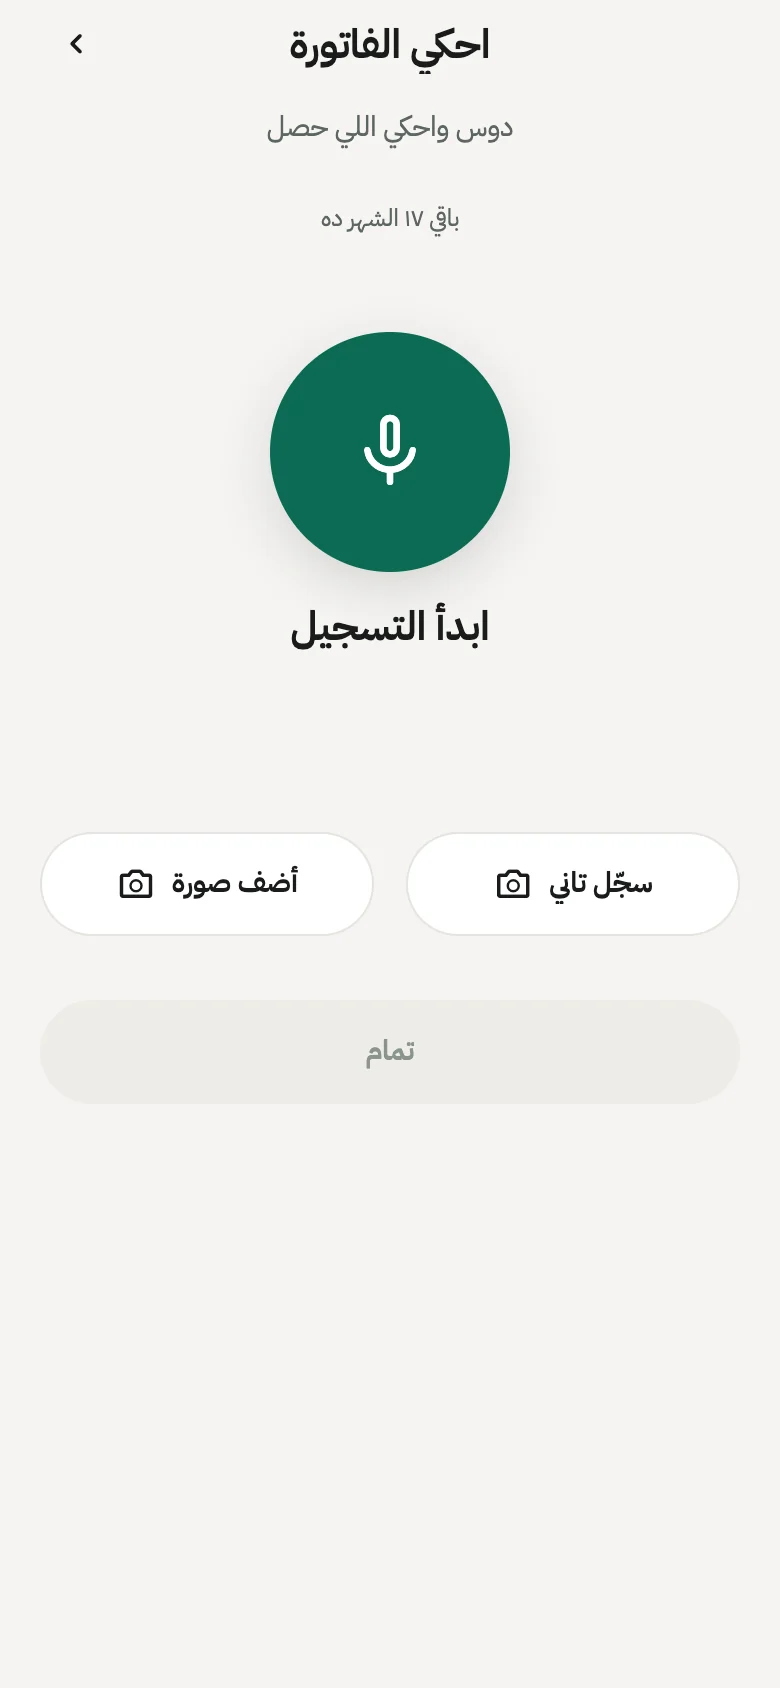 احكي الفاتورة
دوس واحكي اللي حصل
باقي ١٧ الشهر ده
ابدأ التسجيل
سجّل تاني
أضف صورة
تمام